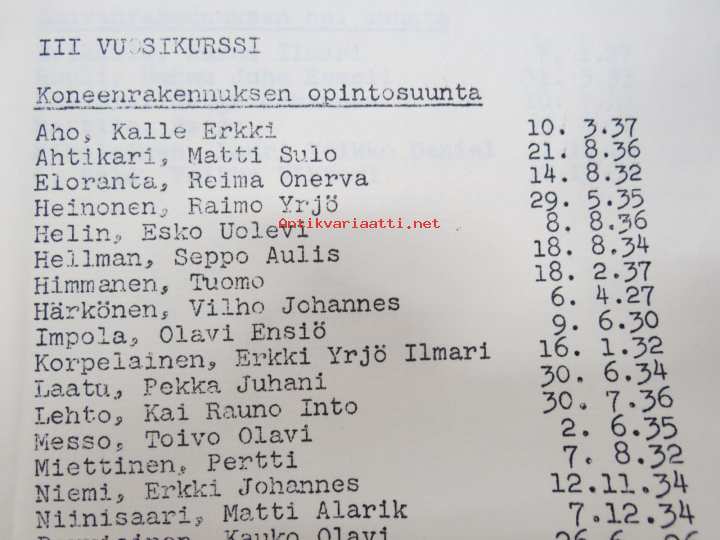 III VUOSIKURSSI
Koneenrakennuksen opintosuunta
Aho, Kalle Erkki 10. 3.37
Ahtikari, Matti Sulo 21. 8.36
Eloranta, Reima Onerva 14. 8.32
Heinonen, Raimo Yrjö 29. 5.35
Antikvariaatti.net
Helin, Esko Uolevi 8. 8.36
Hellman, Seppo Aulis 18. 8.34
Himmanen, Tuomo 18. 2.37
Härkönen, Vilho Johannes 6. 4.27
Impola, Olavi Ensiö 9. 6.30
Korpelainen, Erkki Yrjö Ilmari 16. 1.32
Laatu, Pekka Juhani 30. 6.34
Lehto, Kai Rauno Into 30. 7.36
Messo, Toivo Olavi 2. 6.35
Miettinen, Pertti 7. 8.32
Niemi, Erkki Johannes 12.11.34
Niinisaari, Matti Alarik 7.12.34
Kauko Olavi